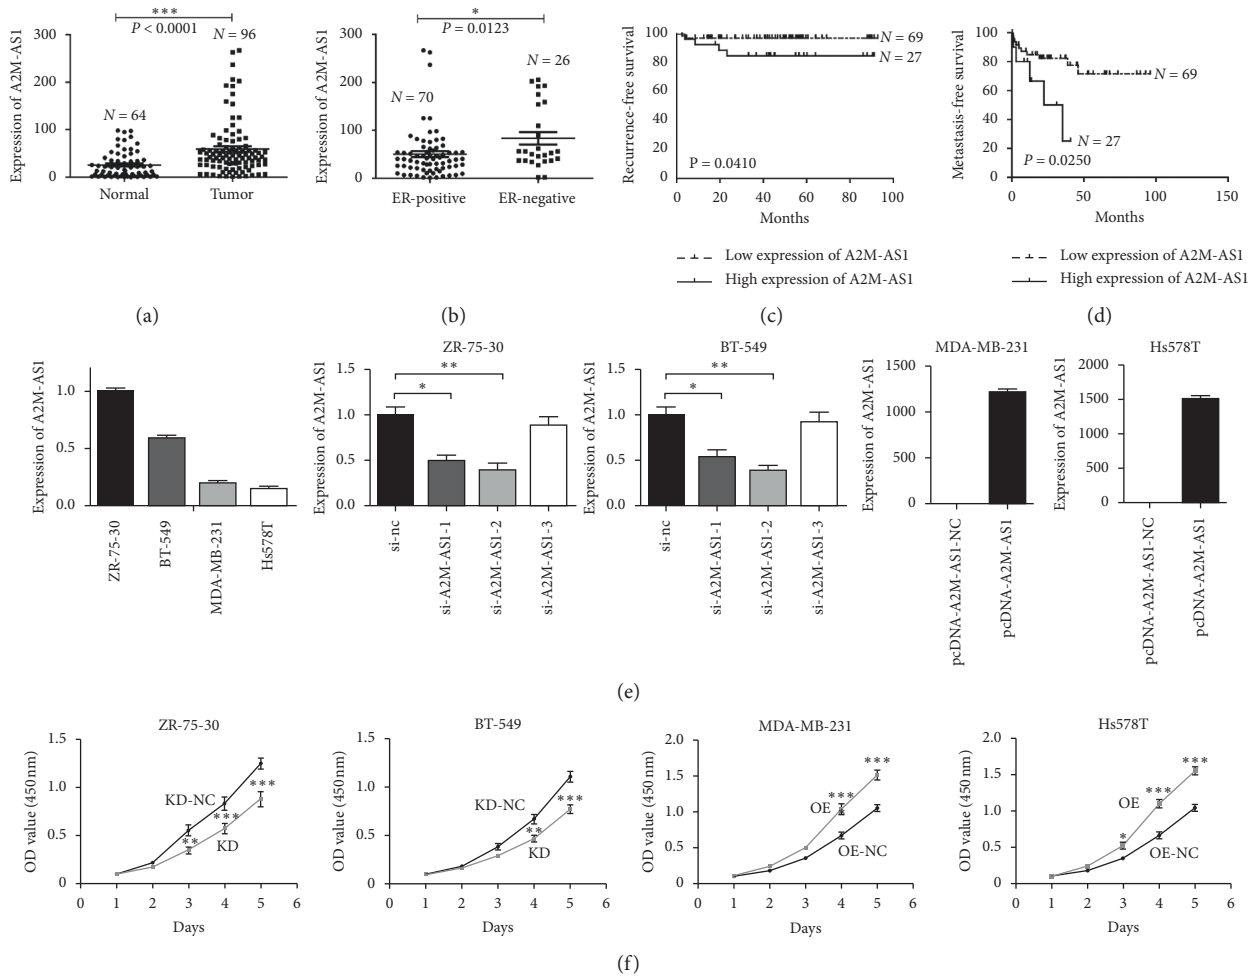 Expression of A2M-AS1
300
200
100
0
***
P < 0.0001
N = 96
N = 64
Normal
Tumor
(a)
Expression of A2M-AS1
300
200
100
0
*
P = 0.0123
N = 26
N = 70
ER-positive
ER-negative
(b)
Recurrence-free survival
100
80
60
40
20
0
N = 69
N = 27
P = 0.0410
0 20 40 60 80 100
Months
Low expression of A2M-AS1
High expression of A2M-AS1
(c)
Metastasis-free survival
100
80
60
40
20
0
N = 69
N = 27
P = 0.0250
0 50 100 150
Months
Low expression of A2M-AS1
High expression of A2M-AS1
(d)
Expression of A2M-AS1
1.0
0.5
0.0
ZR-75-30
BT-549
MDA-MB-231
Hs578T
ZR-75-30
Expression of A2M-AS1
1.5
1.0
0.5
0.0
**
*
si-nc
si-A2M-AS1-1
si-A2M-AS1-2
si-A2M-AS1-3
BT-549
Expression of A2M-AS1
1.5
1.0
0.5
0.0
**
*
si-nc
si-A2M-AS1-1
si-A2M-AS1-2
si-A2M-AS1-3
MDA-MB-231
Expression of A2M-AS1
1500
1000
500
0
pcDNA-A2M-AS1-NC
pcDNA-A2M-AS1
Hs578T
Expression of A2M-AS1
2000
1500
1000
500
0
pcDNA-A2M-AS1-NC
pcDNA-A2M-AS1
(e)
ZR-75-30
OD value (450 nm)
1.5
1.0
0.5
0
KD-NC
***
***
**
KD
0 1 2 3 4 5 6
Days
BT-549
OD value (450 nm)
1.5
1.0
0.5
0
KD-NC
***
**
KD
0 1 2 3 4 5 6
Days
MDA-MB-231
OD value (450 nm)
2.0
1.5
1.0
0.5
0
***
***
OE
*
OE-NC
0 1 2 3 4 5 6
Days
Hs578T
OD value (450 nm)
2.0
1.5
1.0
0.5
0
***
***
OE
*
OE-NC
0 1 2 3 4 5 6
Days
(f)